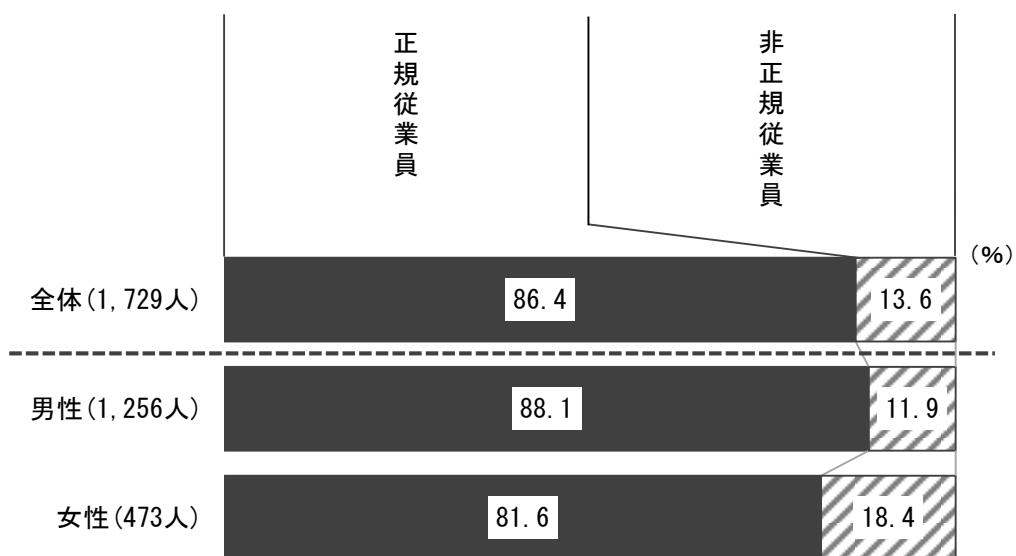 正規従業員
非正規従業員
(%)
全体(1,729人)
86.4
13.6
男性(1,256人)
88.1
11.9
女性(473人)
81.6
18.4